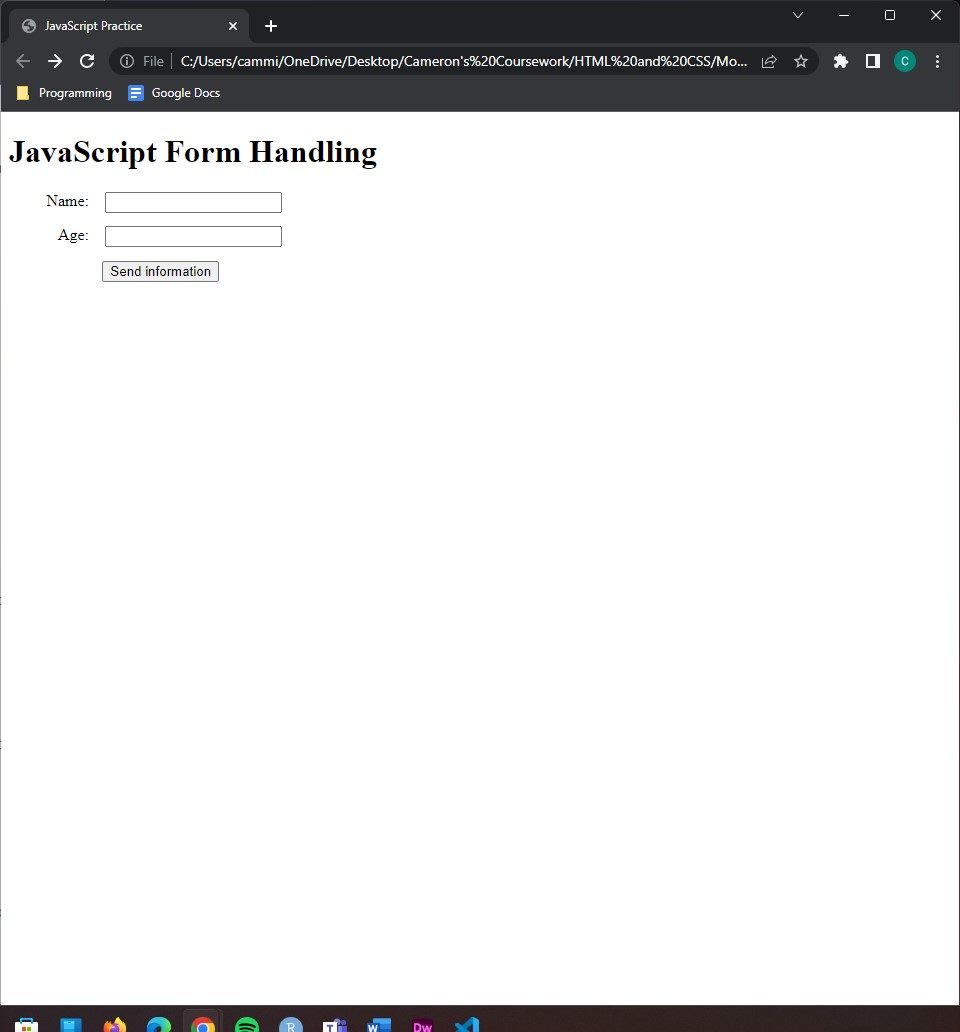 JavaScript Practice
File C:/Users/cammi/OneDrive/Desktop/Cameron's%20Coursework/HTML%20and%20CSS/Mo... C
Programming Google Docs
JavaScript Form Handling
Name:
Age:
Send information
R T W Dw